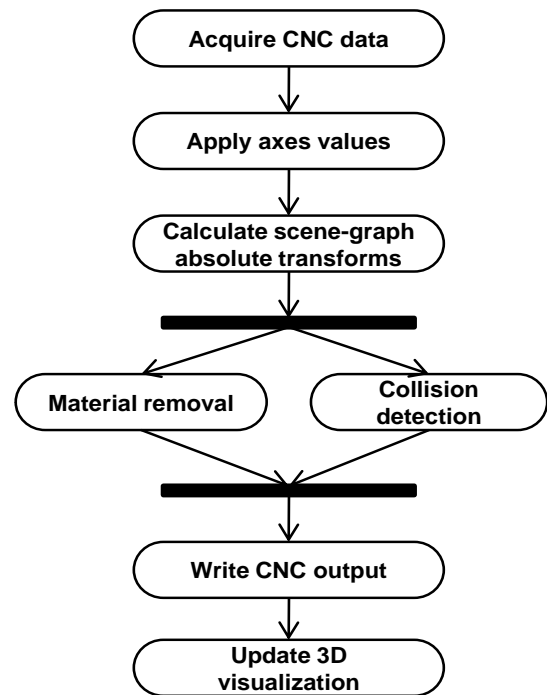 Acquire CNC data
Apply axes values
Calculate scene-graph
absolute transforms
Material removal
Collision
detection
Write CNC output
Update 3D
visualization